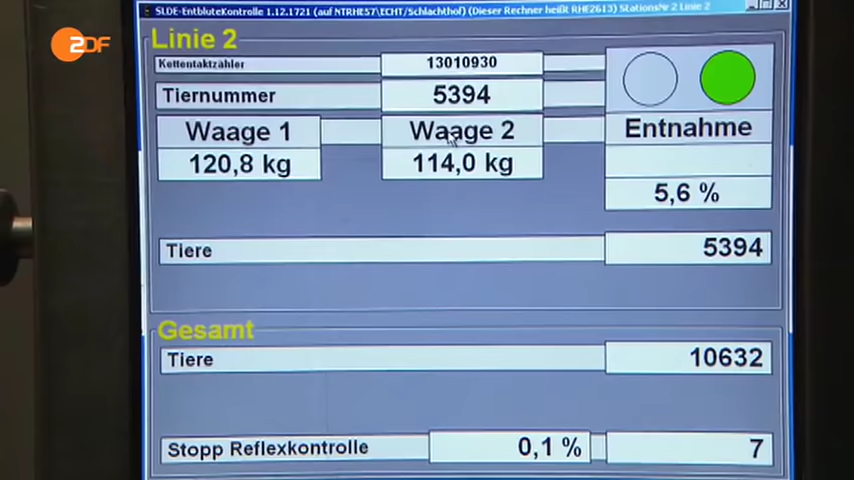 SLDE-EntbluteKontrolle 1.12.1721 (auf NTRHE57\ECHT/Schlachthof) (Dieser Rechner heißt RHE2613) StationsNr 2 Linie 2
ZDF
Linie 2
Kettentaktzähler 13010930
Tiernummer 5394
Waage 1 Waage 2 Entnahme
120,8 kg 114,0 kg
5,6 %
Tiere 5394
Gesamt
Tiere 10632
Stopp Reflexkontrolle 0,1 % 7